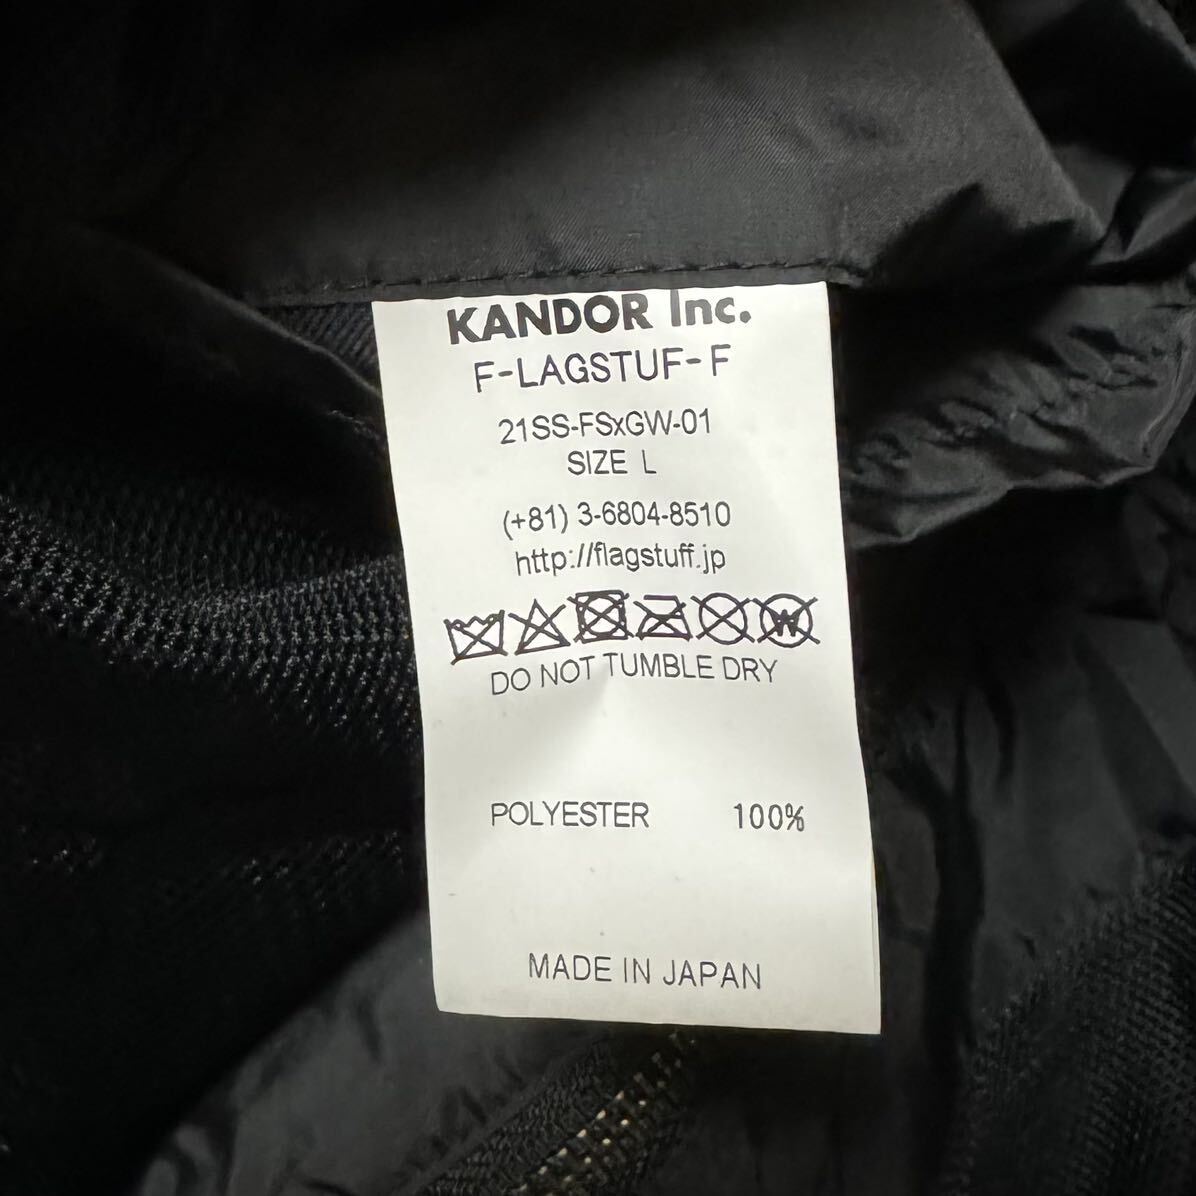 KANDOR Inc.
F-LAGSTUF-F
21SS-FSxGW-01
SIZE L
(+81) 3-6804-8510
http://flagstuff.jp
W
DO NOT TUMBLE DRY
POLYESTER 100%
MADE IN JAPAN